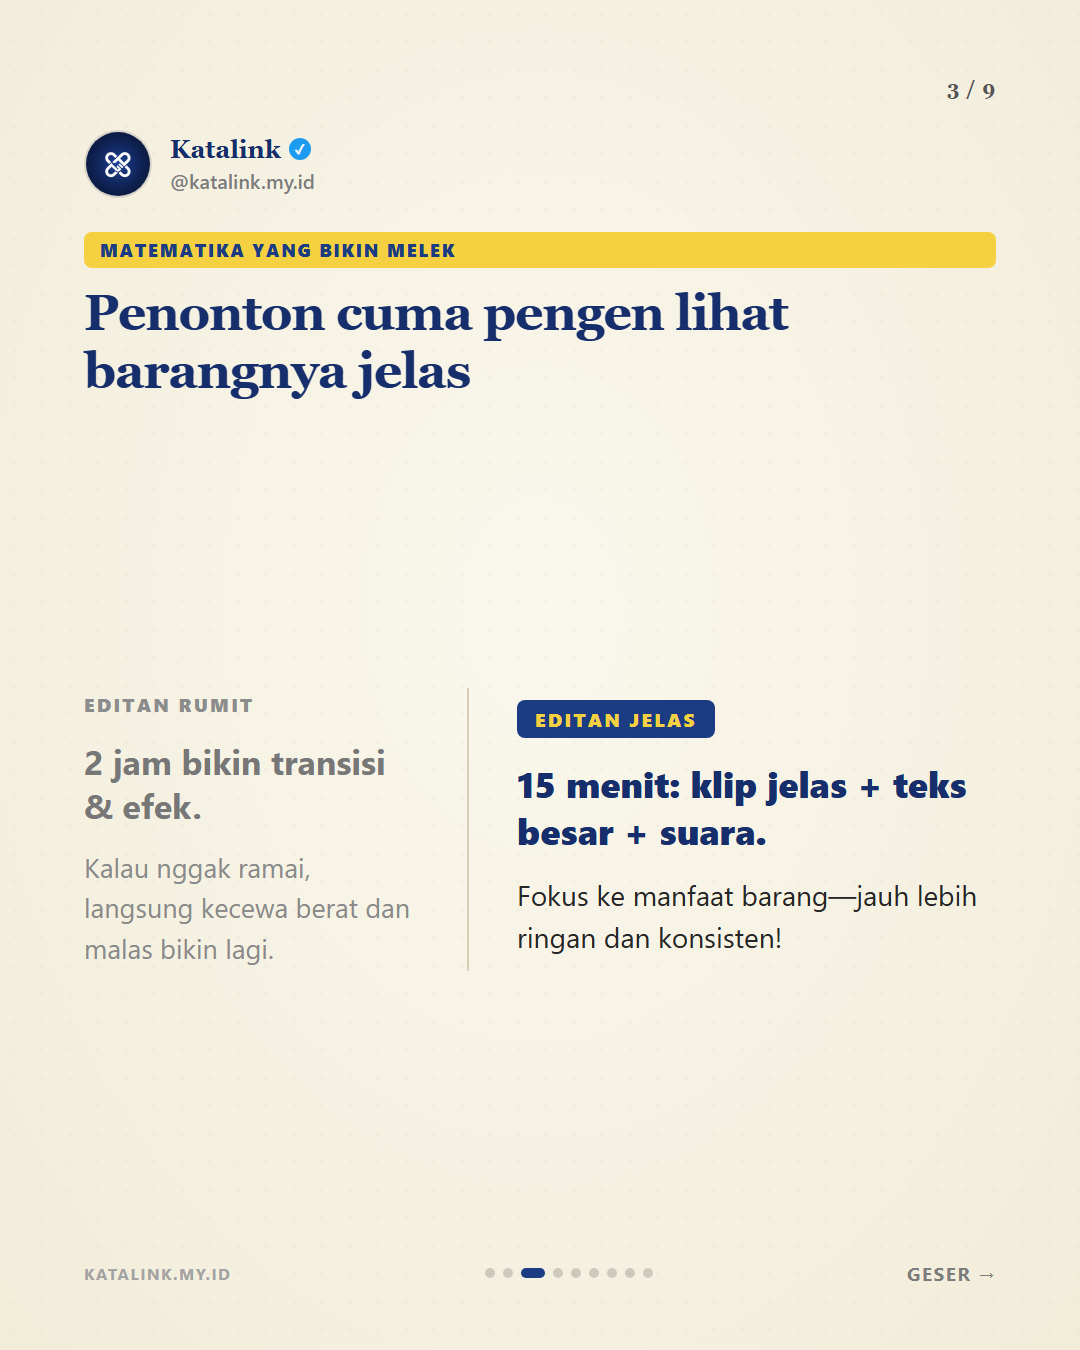 3 / 9
Katalink
@katalink.my.id
MATEMATIKA YANG BIKIN MELEK
Penonton cuma pengen lihat
barangnya jelas
EDITAN RUMIT
2 jam bikin transisi
& efek.
Kalau nggak ramai,
langsung kecewa berat dan
malas bikin lagi.
EDITAN JELAS
15 menit: klip jelas + teks
besar + suara.
Fokus ke manfaat barang—jauh lebih
ringan dan konsisten!
KATALINK.MY.ID
GESER →